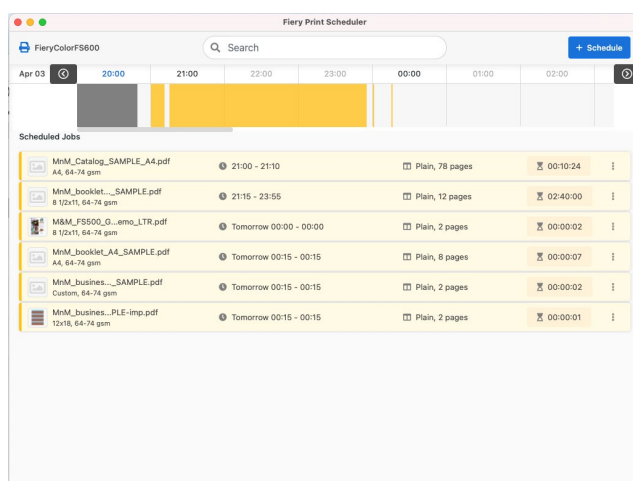 Fiery Print Scheduler
FieryColorFS600
Search
+ Schedule
Apr 03
20:00
21:00
22:00
23:00
00:00
01:00
02:00
Scheduled Jobs
MnM_Catalog_SAMPLE_A4.pdf
A4, 64-74 gsm
21:00 - 21:10
Plain, 78 pages
00:10:24
MnM_booklet..._SAMPLE.pdf
8 1/2x11, 64-74 gsm
21:15 - 23:55
Plain, 12 pages
02:40:00
M&M_FS500_G...emo_LTR.pdf
8 1/2x11, 64-74 gsm
Tomorrow 00:00 - 00:00
Plain, 2 pages
00:00:02
MnM_booklet_A4_SAMPLE.pdf
A4, 64-74 gsm
Tomorrow 00:15 - 00:15
Plain, 8 pages
00:00:07
MnM_busines..._SAMPLE.pdf
Custom, 64-74 gsm
Tomorrow 00:15 - 00:15
Plain, 2 pages
00:00:02
MnM_busines...PLE-imp.pdf
12x18, 64-74 gsm
Tomorrow 00:15 - 00:15
Plain, 2 pages
00:00:01